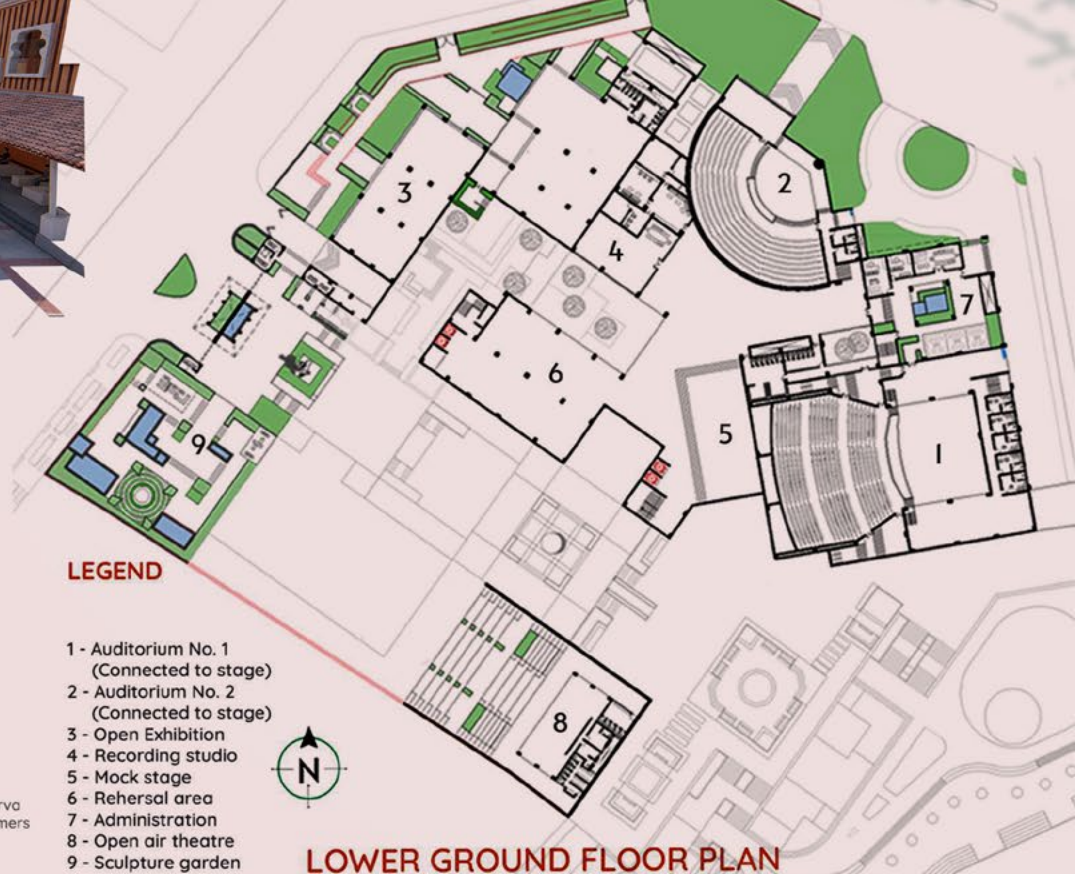 3
2
4
7
6
5
1
9
8
LEGEND
1 - Auditorium No. 1
(Connected to stage)
2 - Auditorium No. 2
(Connected to stage)
3 - Open Exhibition
4 - Recording studio
5 - Mock stage
6 - Rehersal area
7 - Administration
8 - Open air theatre
9 - Sculpture garden
N
LOWER GROUND FLOOR PLAN